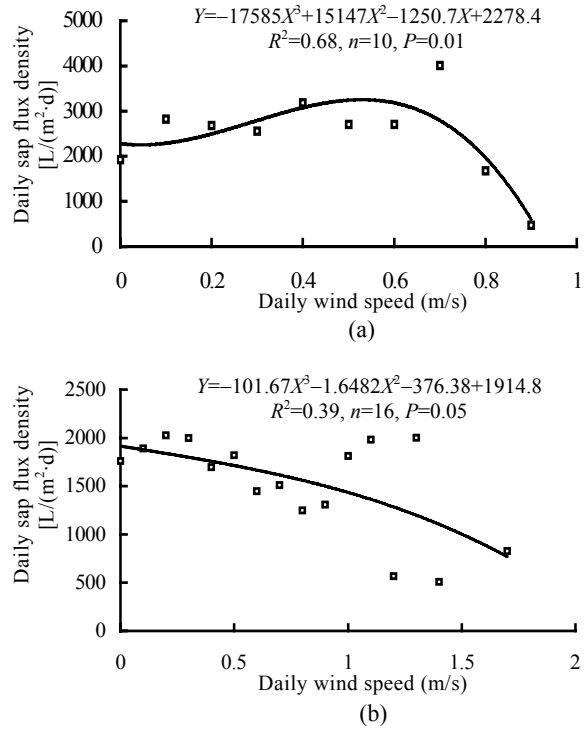 Y=−17585X³+15147X²−1250.7X+2278.4
R²=0.68, n=10, P=0.01
Daily sap flux density
[L/(m²·d)]
5000
4000
3000
2000
1000
0
0 0.2 0.4 0.6 0.8 1
Daily wind speed (m/s)
(a)
Y=−101.67X³−1.6482X²−376.38+1914.8
R²=0.39, n=16, P=0.05
Daily sap flux density
[L/(m²·d)]
2500
2000
1500
1000
500
0
0 0.5 1 1.5 2
Daily wind speed (m/s)
(b)